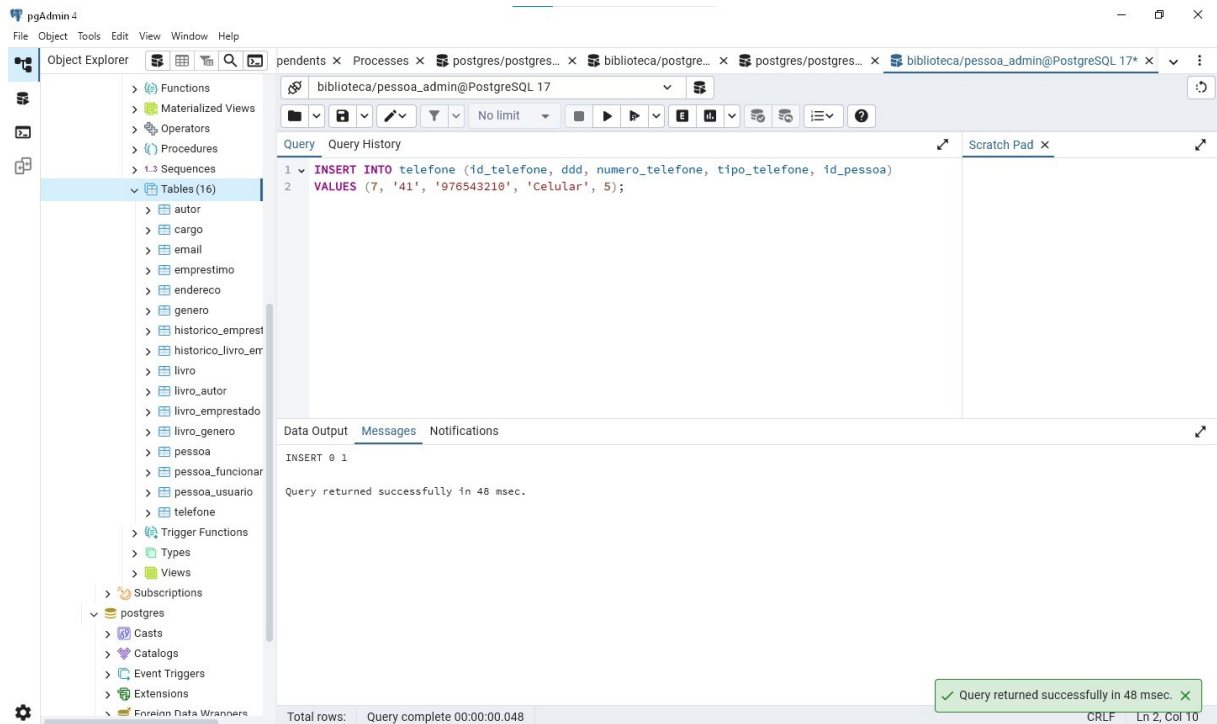 pgAdmin 4
File Object Tools Edit View Window Help
Object Explorer
pendents × Processes × postgres/postgres... × biblioteca/postgre... × postgres/postgres... × biblioteca/pessoa_admin@PostgreSQL 17* ×
biblioteca/pessoa_admin@PostgreSQL 17
No limit
E
Query Query History
Scratch Pad ×
1 INSERT INTO telefone (id_telefone, ddd, numero_telefone, tipo_telefone, id_pessoa)
2 VALUES (7, '41', '976543210', 'Celular', 5);
Functions
Materialized Views
Operators
Procedures
1..3 Sequences
Tables (16)
autor
cargo
email
emprestimo
endereco
genero
historico_emprest
historico_livro_em
livro
livro_autor
livro_emprestado
livro_genero
pessoa
pessoa_funcionar
pessoa_usuario
telefone
Trigger Functions
Types
Views
Subscriptions
postgres
Casts
Catalogs
Event Triggers
Extensions
Foreign Data Wrappers
Data Output Messages Notifications
INSERT 0 1
Query returned successfully in 48 msec.
Query returned successfully in 48 msec. ×
Total rows: Query complete 00:00:00.048 CRLF Ln 2, Col 10